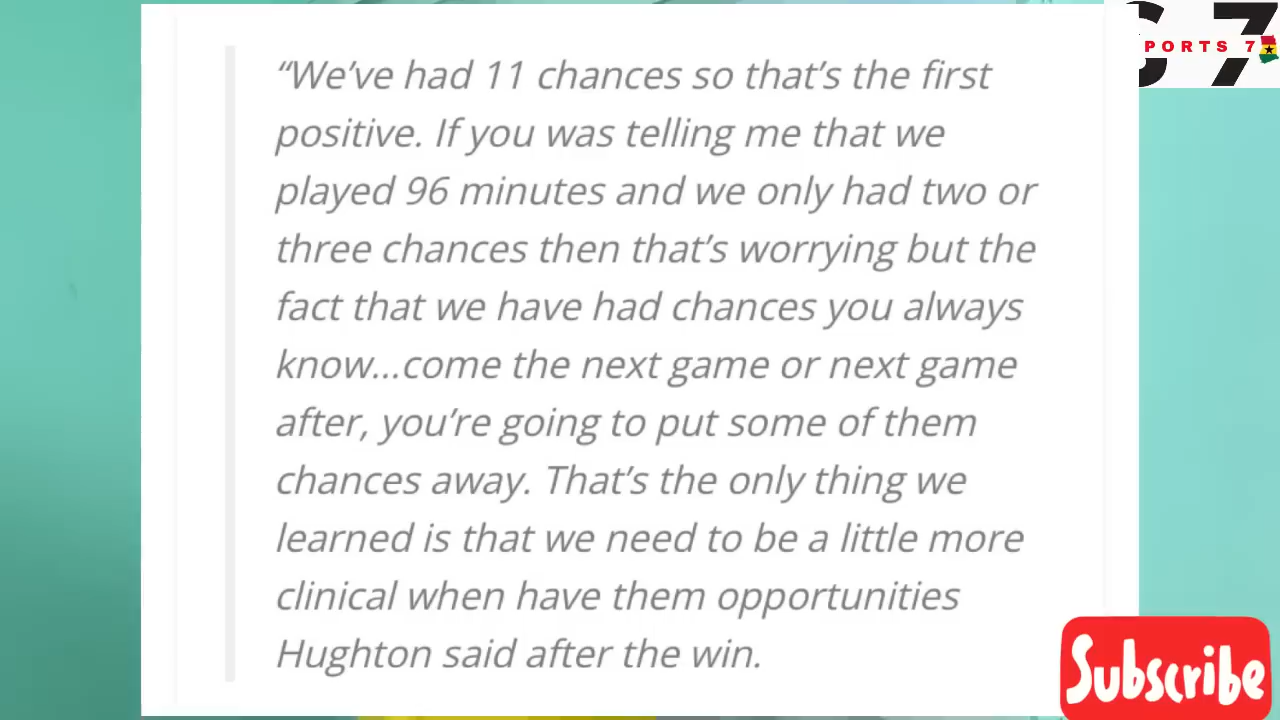 “We’ve had 11 chances so that’s the first
positive. If you was telling me that we
played 96 minutes and we only had two or
three chances then that’s worrying but the
fact that we have had chances you always
know...come the next game or next game
after, you’re going to put some of them
chances away. That’s the only thing we
learned is that we need to be a little more
clinical when have them opportunities
Hughton said after the win.
S7
PORTS 7
Subscribe